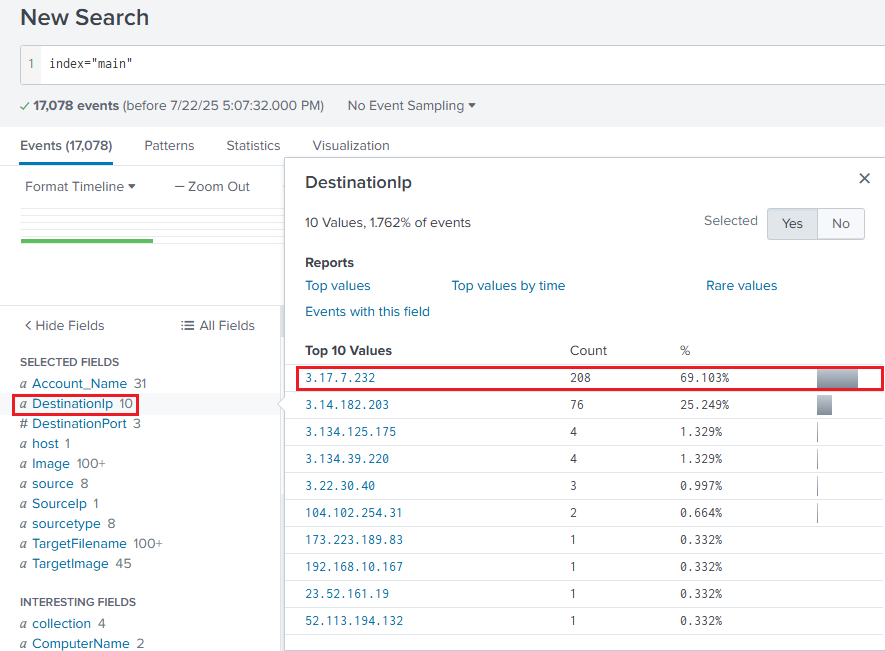 New Search
1 index="main"
✓ 17,078 events (before 7/22/25 5:07:32.000 PM) No Event Sampling ▾
Events (17,078) Patterns Statistics Visualization
Format Timeline ▾ — Zoom Out
DestinationIp ×
10 Values, 1.762% of events Selected Yes No
Reports
Top values Top values by time Rare values
Events with this field
Top 10 Values Count %
3.17.7.232 208 69.103%
3.14.182.203 76 25.249%
3.134.125.175 4 1.329%
3.134.39.220 4 1.329%
3.22.30.40 3 0.997%
104.102.254.31 2 0.664%
173.223.189.83 1 0.332%
192.168.10.167 1 0.332%
23.52.161.19 1 0.332%
52.113.194.132 1 0.332%
< Hide Fields All Fields
SELECTED FIELDS
a Account_Name 31
a DestinationIp 10
# DestinationPort 3
a host 1
a Image 100+
a source 8
a SourceIp 1
a sourcetype 8
a TargetFilename 100+
a TargetImage 45
INTERESTING FIELDS
a collection 4
a ComputerName 2